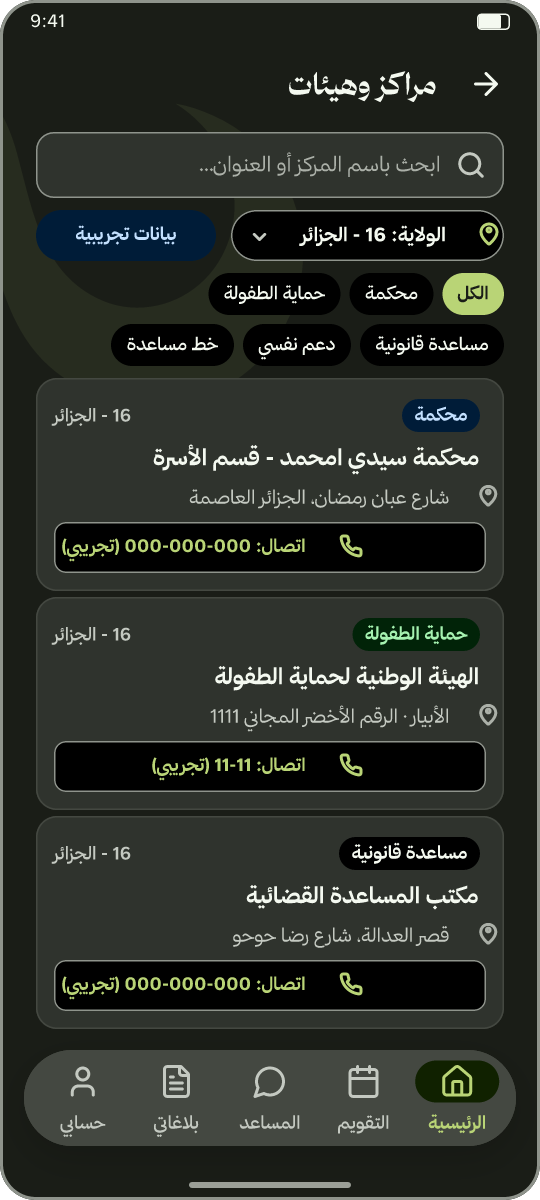 9:41
مراكز وهيئات
ابحث باسم المركز أو العنوان...
الولاية: 16 - الجزائر
بيانات تجريبية
الكل
محكمة
حماية الطفولة
مساعدة قانونية
دعم نفسي
خط مساعدة
محكمة
16 - الجزائر
محكمة سيدي امحمد - قسم الأسرة
شارع عبان رمضان، الجزائر العاصمة
اتصال: 000-000-000 (تجريبي)
حماية الطفولة
16 - الجزائر
الهيئة الوطنية لحماية الطفولة
الأبيار · الرقم الأخضر المجاني 1111
اتصال: 11-11 (تجريبي)
مساعدة قانونية
16 - الجزائر
مكتب المساعدة القضائية
قصر العدالة، شارع رضا حوحو
اتصال: 000-000-000 (تجريبي)
الرئيسية
التقويم
المساعد
بلاغاتي
حسابي